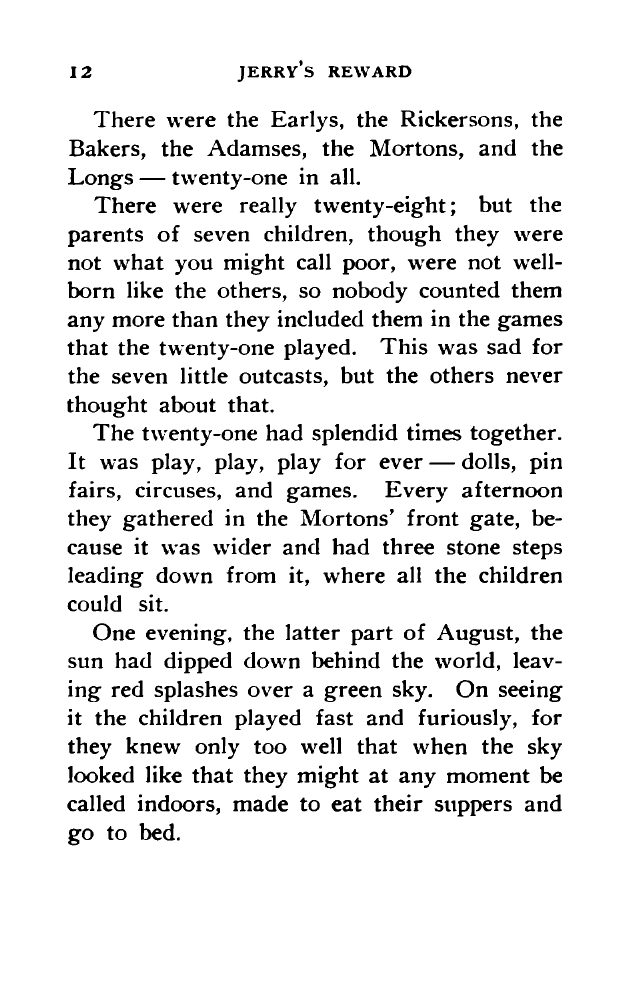 12 JERRY'S REWARD
There were the Earlys, the Rickersons, the
Bakers, the Adamses, the Mortons, and the
Longs — twenty-one in all.
There were really twenty-eight; but the
parents of seven children, though they were
not what you might call poor, were not well-
born like the others, so nobody counted them
any more than they included them in the games
that the twenty-one played. This was sad for
the seven little outcasts, but the others never
thought about that.
The twenty-one had splendid times together.
It was play, play, play for ever — dolls, pin
fairs, circuses, and games. Every afternoon
they gathered in the Mortons' front gate, be-
cause it was wider and had three stone steps
leading down from it, where all the children
could sit.
One evening, the latter part of August, the
sun had dipped down behind the world, leav-
ing red splashes over a green sky. On seeing
it the children played fast and furiously, for
they knew only too well that when the sky
looked like that they might at any moment be
called indoors, made to eat their suppers and
go to bed.